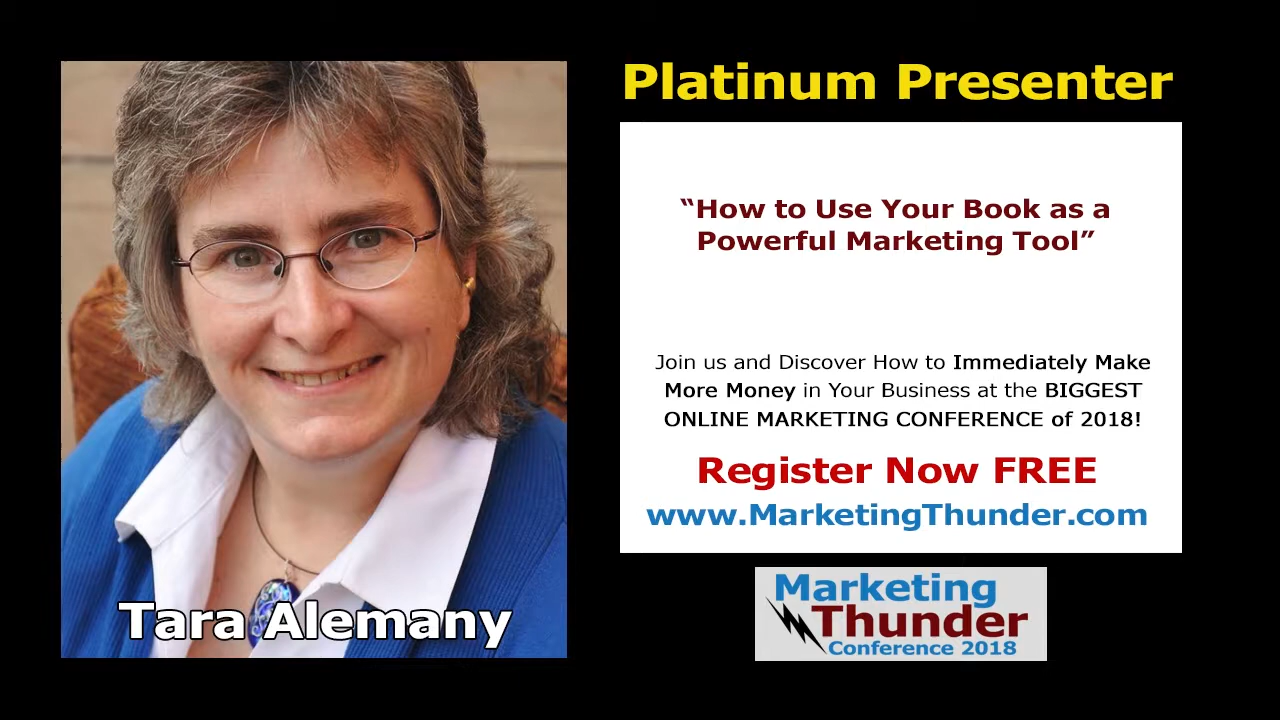 Platinum Presenter
“How to Use Your Book as a
Powerful Marketing Tool”
Join us and Discover How to Immediately Make
More Money in Your Business at the BIGGEST
ONLINE MARKETING CONFERENCE of 2018!
Register Now FREE
www.MarketingThunder.com
Tara Alemany
Marketing
Thunder
Conference 2018